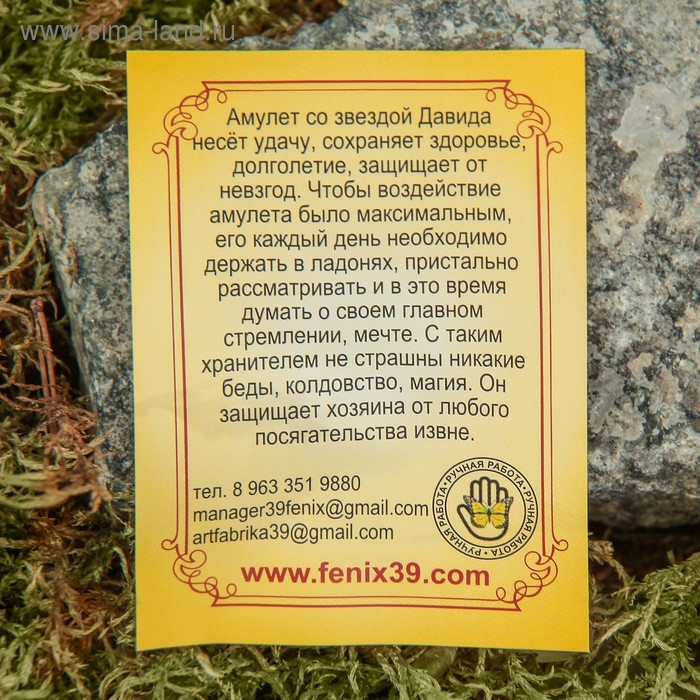 www.sima-land.ru
Амулет со звездой Давида
несёт удачу, сохраняет здоровье,
долголетие, защищает от
невзгод. Чтобы воздействие
амулета было максимальным,
его каждый день необходимо
держать в ладонях, пристально
рассматривать и в это время
думать о своем главном
стремлении, мечте. С таким
хранителем не страшны никакие
беды, колдовство, магия. Он
защищает хозяина от любого
посягательства извне.
тел. 8 963 351 9880
manager39fenix@gmail.com
artfabrika39@gmail.com
РУЧНАЯ РАБОТА•РУЧНАЯ РАБОТА•РУЧНАЯ РАБОТА•
www.fenix39.com